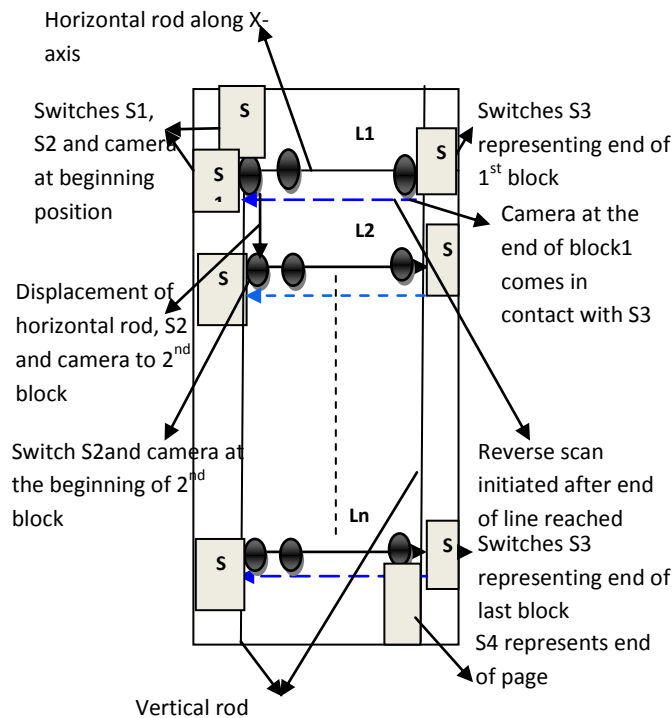 Horizontal rod along X-
axis
Switches S1,
S2 and camera
at beginning
position
S
S
1
L1
S
Switches S3
representing end of
1st block
Camera at the
end of block1
comes in
contact with S3
L2
S
S
Displacement of
horizontal rod, S2
and camera to 2nd
block
Switch S2and camera at
the beginning of 2nd
block
Reverse scan
initiated after end
of line reached
Ln
S
S
Switches S3
representing end of
last block
S4 represents end
of page
Vertical rod